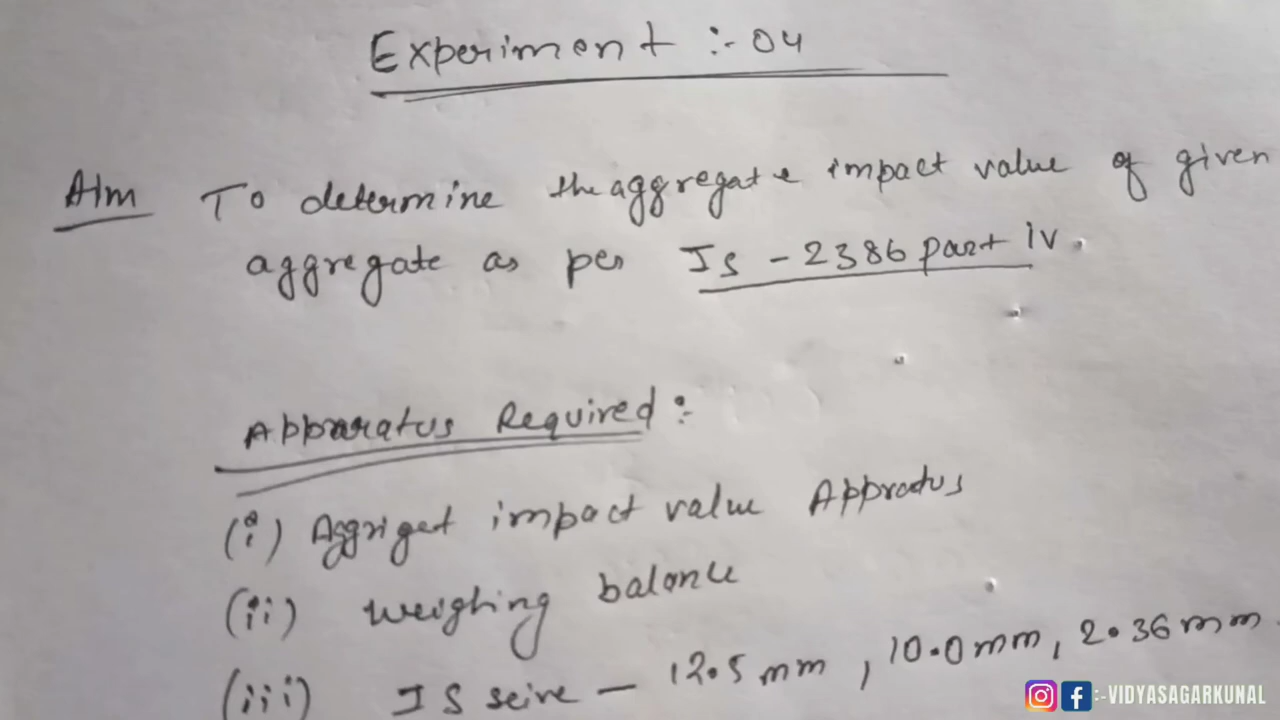 Experiment :- 04
Aim To determine the aggregate impact value of given
aggregate as per IS - 2386 part IV.
Apparatus Required :-
(i) Aggriget impact value Appratus
(ii) weighing balance
(iii) IS seive - 12.5 mm, 10.0 mm, 2.36 mm.
:-VIDYASAGARKUNAL